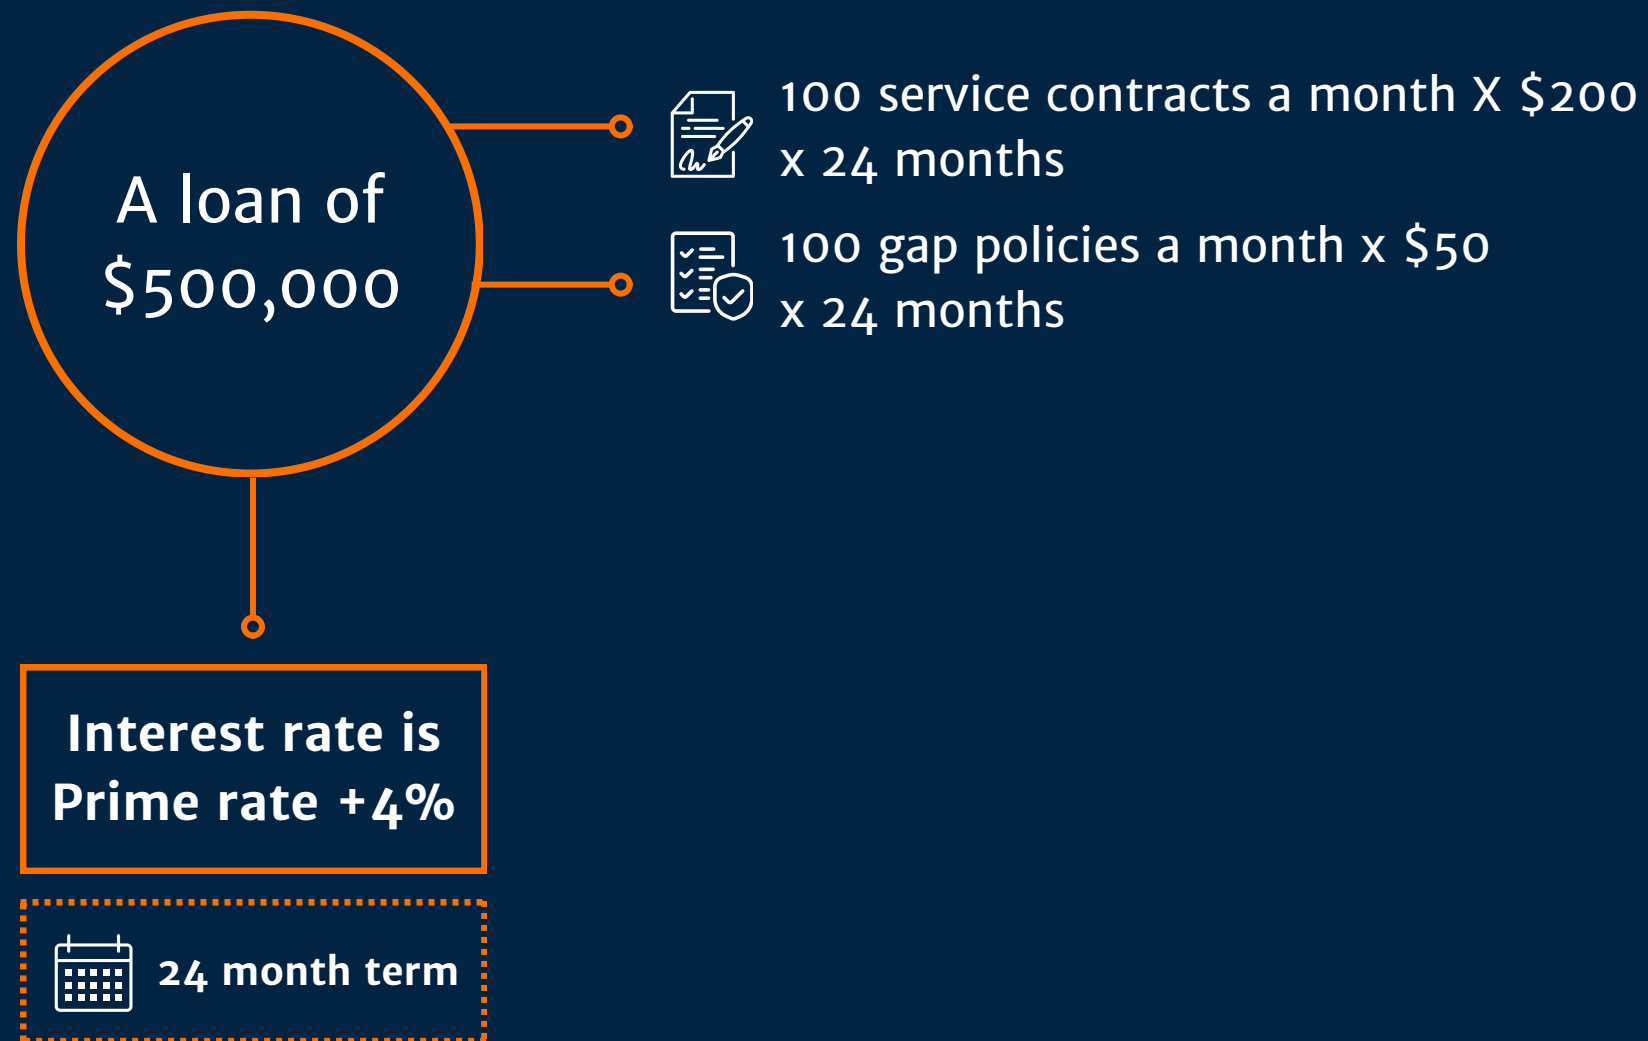 A loan of
$500,000
100 service contracts a month X $200
x 24 months
100 gap policies a month x $50
x 24 months
Interest rate is
Prime rate +4%
24 month term